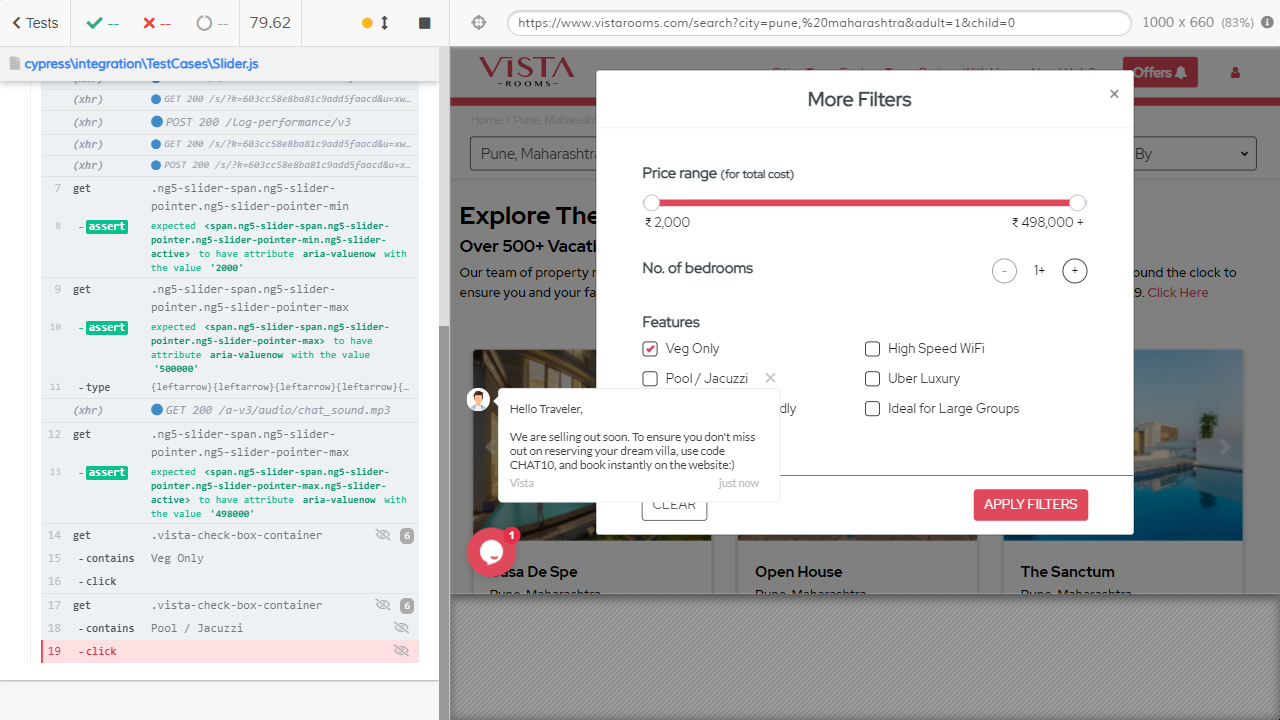 Tests
--
--
--
79.62
https://www.vistarooms.com/search?city=pune,%20maharashtra&adult=1&child=0
1000 x 660 (83%)
cypress\integration\TestCases\Slider.js
(xhr) GET 200 /s/?k=603cc58e8ba81c9add5faacd&u=xw…
(xhr) POST 200 /log-performance/v3
(xhr) GET 200 /s/?k=603cc58e8ba81c9add5faacd&u=xw…
(xhr) POST 200 /s/?k=603cc58e8ba81c9add5faacd&u=x…
7 get .ng5-slider-span.ng5-slider-
pointer.ng5-slider-pointer-min
8 - assert expected <span.ng5-slider-span.ng5-slider-
pointer.ng5-slider-pointer-min.ng5-slider-
active> to have attribute aria-valuenow with
the value '2000'
9 get .ng5-slider-span.ng5-slider-
pointer.ng5-slider-pointer-max
10 - assert expected <span.ng5-slider-span.ng5-slider-
pointer.ng5-slider-pointer-max> to have
attribute aria-valuenow with the value
'500000'
11 - type {leftarrow}{leftarrow}{leftarrow}{leftarrow}{…
(xhr) GET 200 /a-v3/audio/chat_sound.mp3
12 get .ng5-slider-span.ng5-slider-
pointer.ng5-slider-pointer-max
13 - assert expected <span.ng5-slider-span.ng5-slider-
pointer.ng5-slider-pointer-max.ng5-slider-
active> to have attribute aria-valuenow with
the value '498000'
14 get .vista-check-box-container 6
15 - contains Veg Only
16 - click
17 get .vista-check-box-container 6
18 - contains Pool / Jacuzzi
19 - click
VISTA
- ROOMS -
Offers
Home > Pune, Maharasht
Pune, Maharashtra
By
Explore The
Over 500+ Vacati
Our team of property
ound the clock to
ensure you and your fa
9. Click Here
More Filters
×
Price range (for total cost)
₹ 2,000
₹ 498,000 +
No. of bedrooms
- 1+ +
Features
Veg Only
High Speed WiFi
Pool / Jacuzzi
Uber Luxury
dly
Ideal for Large Groups
CLEAR
APPLY FILTERS
Hello Traveler,
We are selling out soon. To ensure you don't miss
out on reserving your dream villa, use code
CHAT10, and book instantly on the website:)
Vista
just now
1
Casa De Spe
Open House
The Sanctum
Pune, Maharashtra
Pune, Maharashtra
Pune, Maharashtra